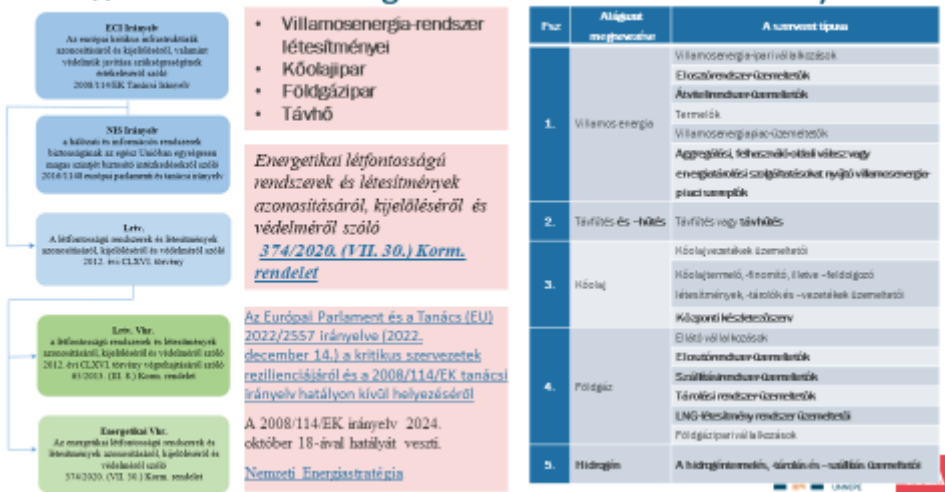 ECI Irányelv
Az európai kritikus infrastruktúrák
azonosításáról és kijelöléséről, valamint
védelmük javítása szükségességének
értékeléséről szóló
2008/114/EK Tanácsi Irányelv
NIS Irányelv
a hálózati és információs rendszerek
biztonságának az egész Unióban egységesen
magas szintjét biztosító intézkedésekről szóló
2016/1148 európai parlament és tanácsi irányelv
Lrtv.
A létfontosságú rendszerek és létesítmények
azonosításáról, kijelöléséről és védelméről szóló
2012. évi CLXVI. törvény
Lrtv. Vhr.
a létfontosságú rendszerek és létesítmények
azonosításáról, kijelöléséről és védelméről szóló
2012. évi CLXVI. törvény végrehajtásáról szóló
65/2013. (III. 8.) Korm. rendelet
Energetikai Vhr.
Az energetikai létfontosságú rendszerek és
létesítmények azonosításáról, kijelöléséről és
védelméről szóló
374/2020. (VII. 30.) Korm. rendelet
• Villamosenergia-rendszer
létesítményei
• Kőolajipar
• Földgázipar
• Távhő
Energetikai létfontosságú
rendszerek és létesítmények
azonosításáról, kijelöléséről és
védelméről szóló
374/2020. (VII. 30.) Korm.
rendelet
Az Európai Parlament és a Tanács (EU)
2022/2557 irányelve (2022.
december 14.) a kritikus szervezetek
rezilienciájáról és a 2008/114/EK tanácsi
irányelv hatályon kívül helyezéséről
A 2008/114/EK irányelv 2024.
október 18-ával hatályát veszti.
Nemzeti Energiastratégia
Fsz Alágazat
megnevezése A szervezet típusa
1. Villamos energia
Villamosenergia-ipari vállalkozások
Elosztórendszer-üzemeltetők
Átvitelirendszer-üzemeltetők
Termelők
Villamosenergiapiac-üzemeltetők
Aggregálási, felhasználó oldali válasz vagy
energiatárolási szolgáltatásokat nyújtó villamosenergia-
piaci szereplők
2. Távfűtés és –hűtés Távfűtés vagy távhűtés
3. Kőolaj
Kőolajvezetékek üzemeltetői
Kőolajtermelő, -finomító, illetve –feldolgozó
létesítmények, -tárolók és –vezetékek üzemeltetői
Központi készletezőszerv
4. Földgáz
Ellátó vállalkozások
Elosztórendszer-üzemeltetők
Szállításirendszer-üzemeltetők
Tárolási rendszer-üzemeltetők
LNG-létesítmény rendszer üzemeltetői
Földgázipari vállalkozások
5. Hidrogén A hidrogéntermelés, -tárolás és –szállítás üzemeltetői
ÜNNEPE